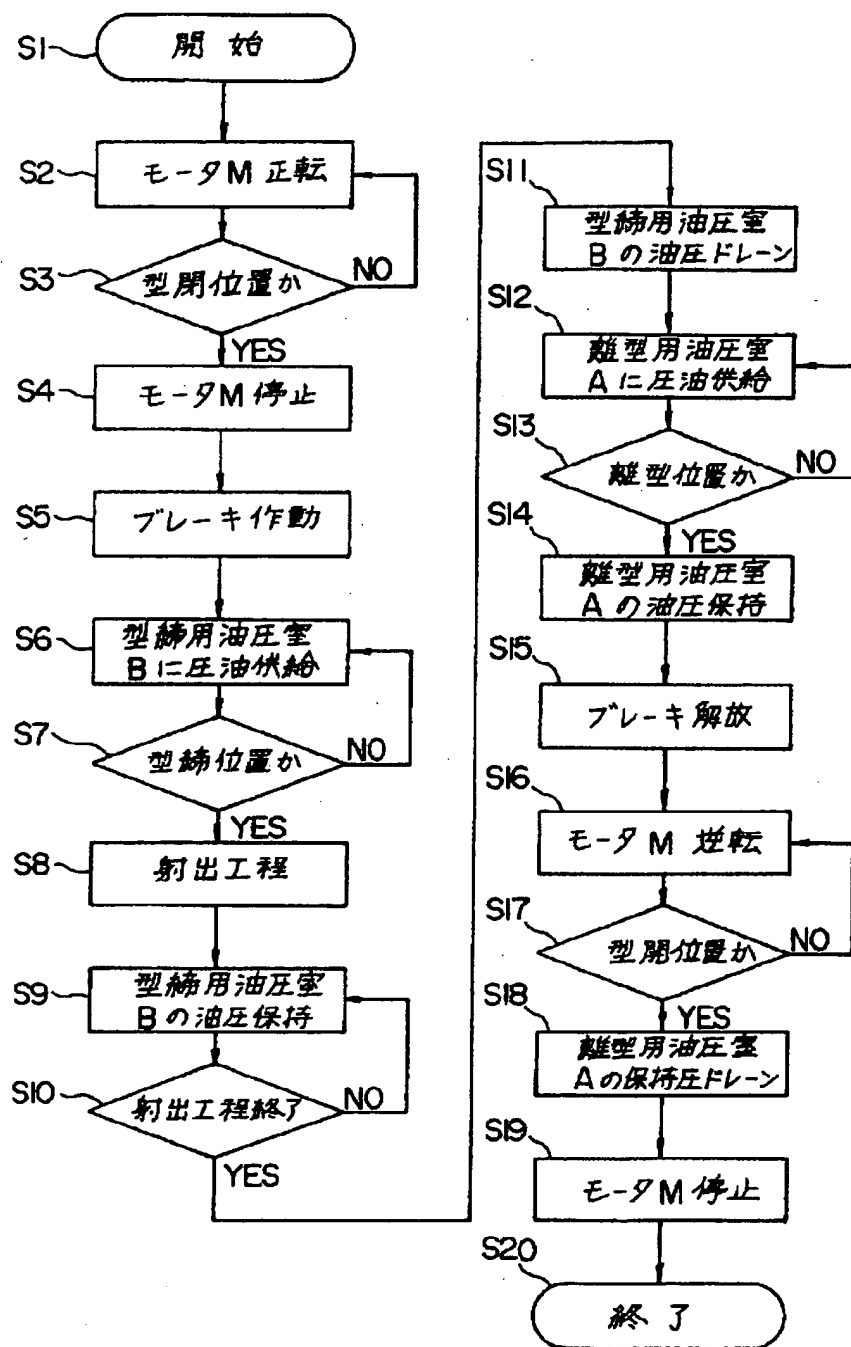 S1
開始
S2
モータM 正転
S3
型閉位置か
NO
YES
S4
モータM 停止
S5
ブレーキ作動
S6
型締用油圧室
Bに圧油供給
S7
型締位置か
NO
YES
S8
射出工程
S9
型締用油圧室
Bの油圧保持
S10
射出工程終了
NO
YES
S11
型締用油圧室
Bの油圧ドレーン
S12
離型用油圧室
Aに圧油供給
S13
離型位置か
NO
YES
S14
離型用油圧室
Aの油圧保持
S15
ブレーキ解放
S16
モータM 逆転
S17
型開位置か
NO
YES
S18
離型用油圧室
Aの保持圧ドレーン
S19
モータM 停止
S20
終了